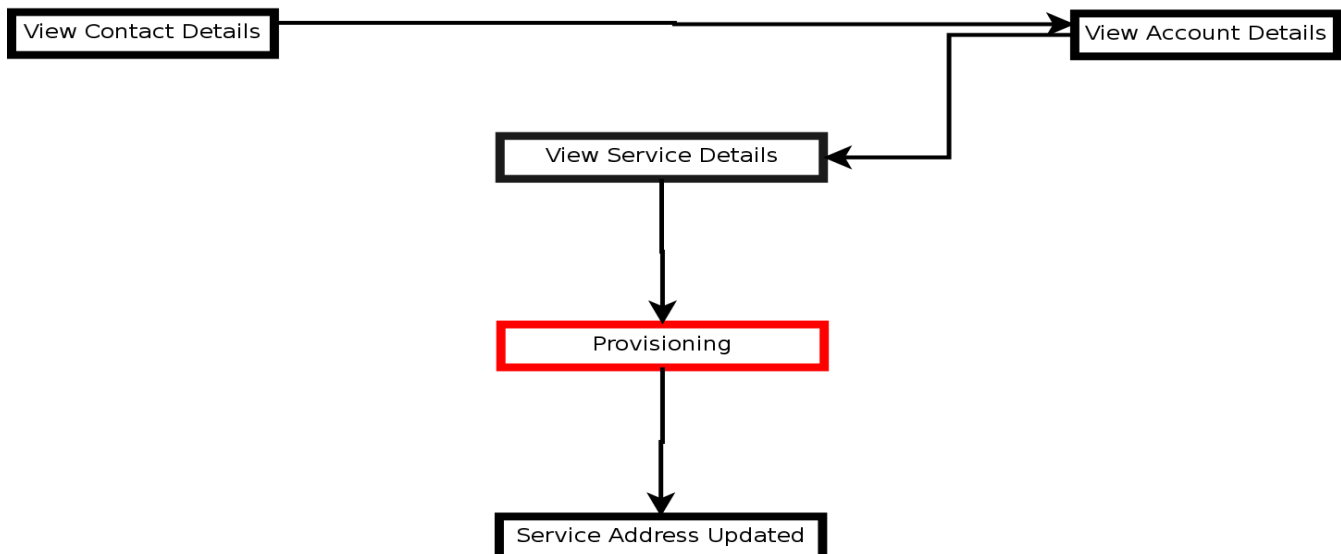 View Contact Details
View Account Details
View Service Details
Provisioning
Service Address Updated